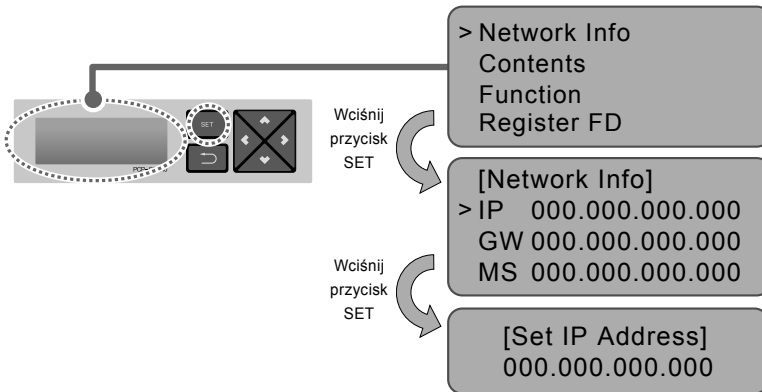 > Network Info
Contents
Function
Register FD
SET
Wciśnij
przycisk
SET
[Network Info]
> IP 000.000.000.000
GW 000.000.000.000
MS 000.000.000.000
Wciśnij
przycisk
SET
[Set IP Address]
000.000.000.000